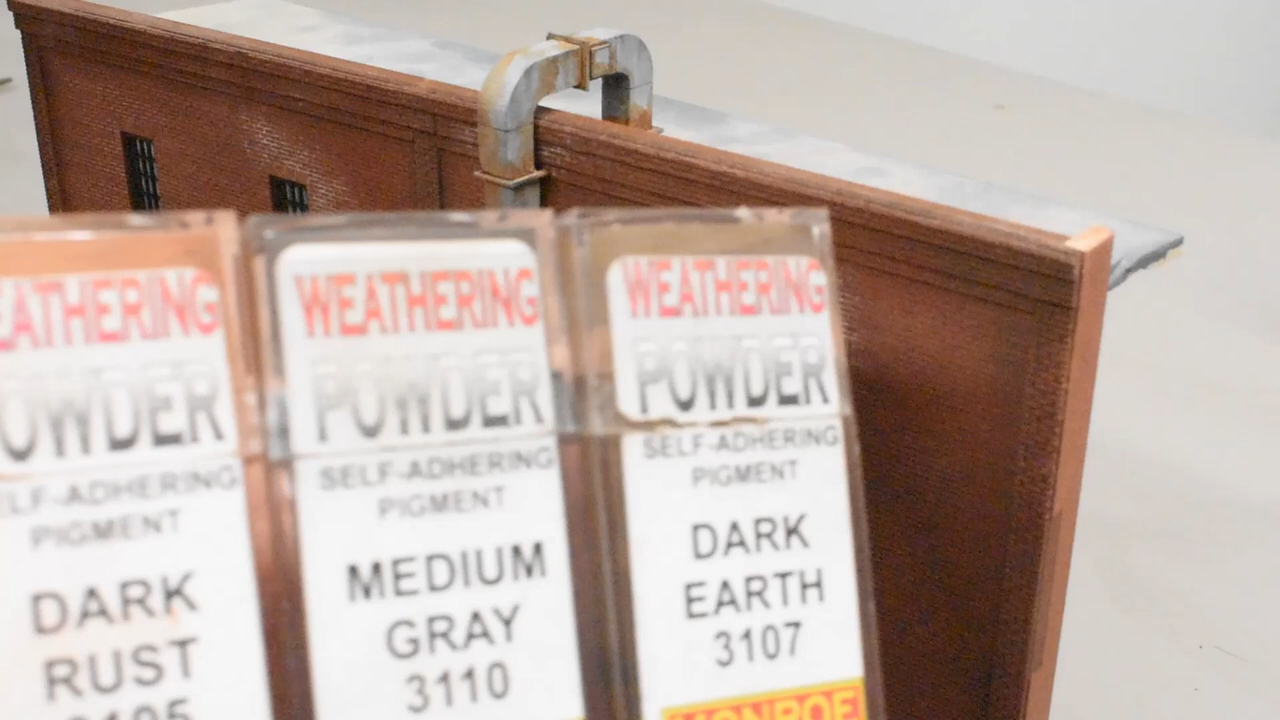 WEATHERING
POWDER
SELF-ADHERING
PIGMENT
DARK
RUST
WEATHERING
POWDER
SELF-ADHERING
PIGMENT
MEDIUM
GRAY
3110
WEATHERING
POWDER
SELF-ADHERING
PIGMENT
DARK
EARTH
3107
MONROE